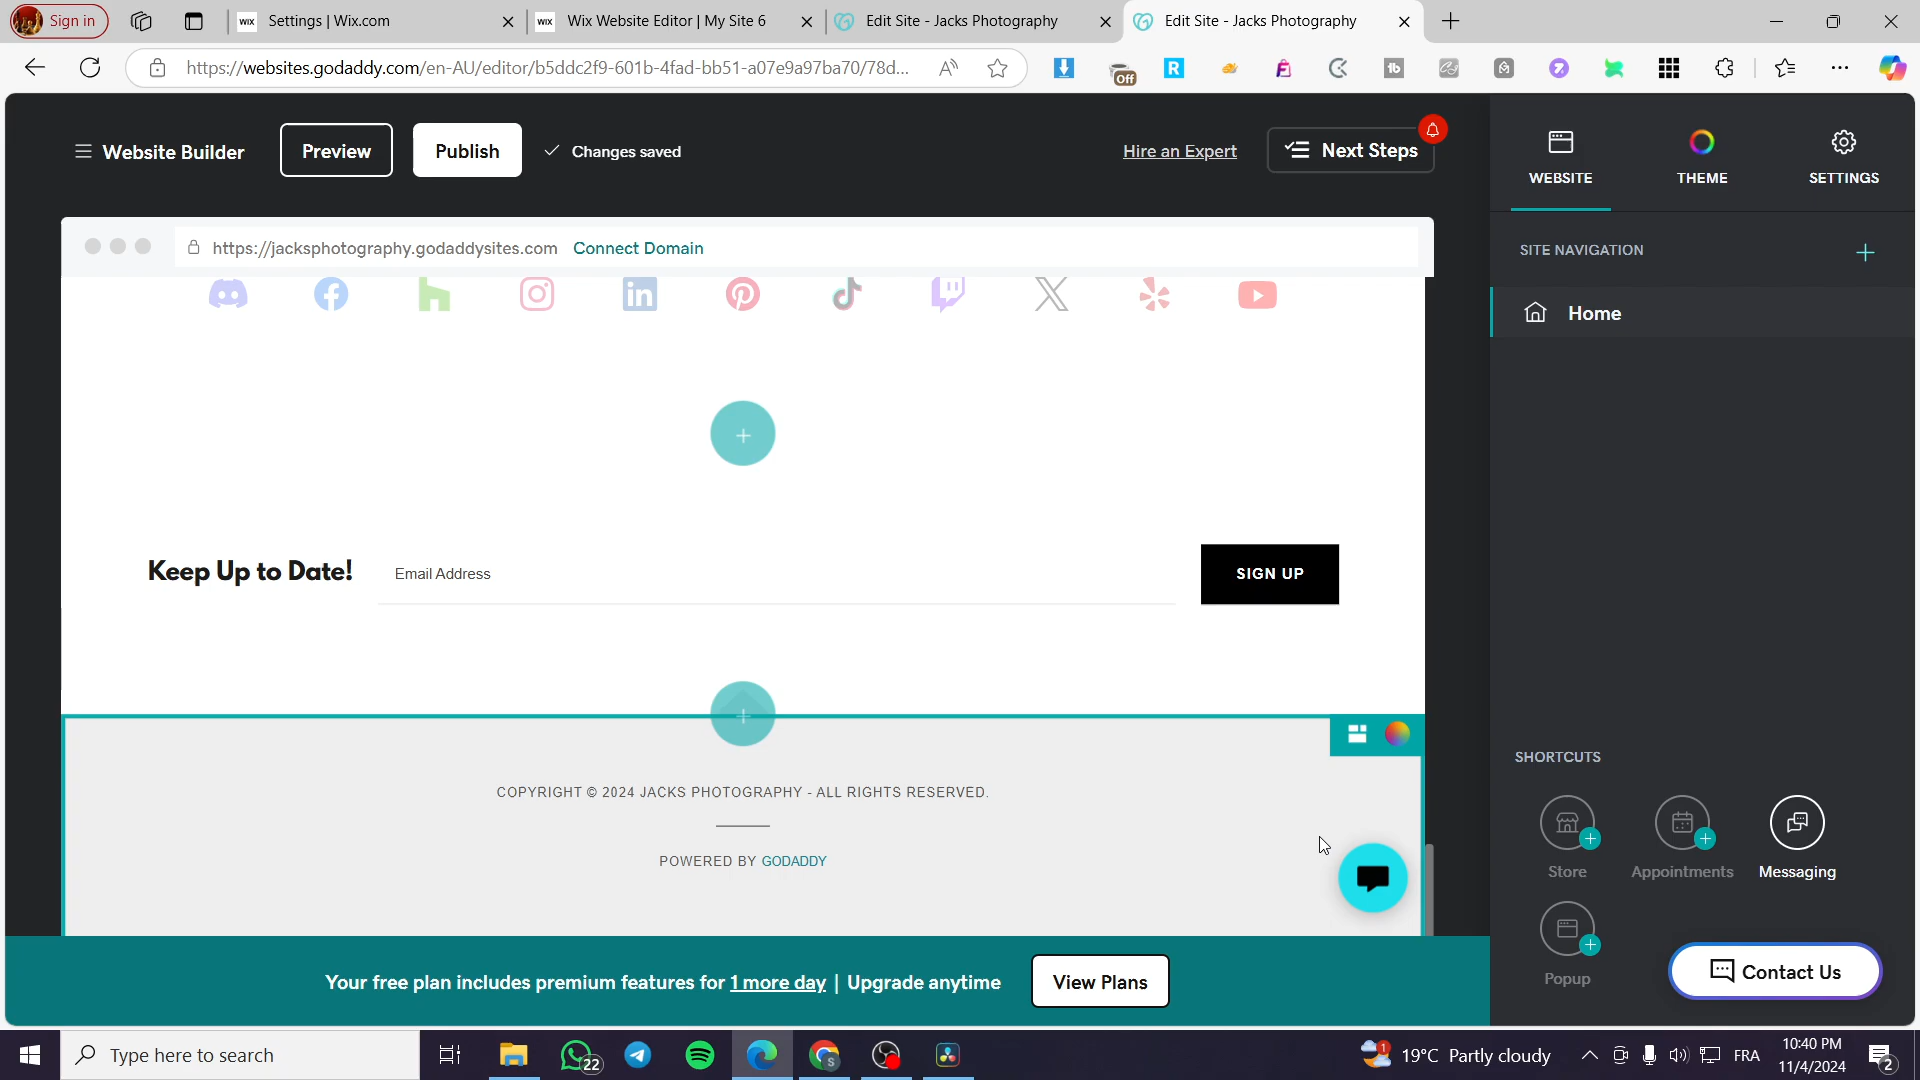 Sign in
WIX Settings | Wix.com
WIX Wix Website Editor | My Site 6
Edit Site - Jacks Photography
Edit Site - Jacks Photography
https://websites.godaddy.com/en-AU/editor/b5ddc2f9-601b-4fad-bb51-a07e9a97ba70/78d...
Off
Website Builder
Preview
Publish
Changes saved
Hire an Expert
Next Steps
WEBSITE
THEME
SETTINGS
https://jacksphotography.godaddysites.com Connect Domain
SITE NAVIGATION
Home
Keep Up to Date!
Email Address
SIGN UP
COPYRIGHT © 2024 JACKS PHOTOGRAPHY - ALL RIGHTS RESERVED.
POWERED BY GODADDY
SHORTCUTS
Store
Appointments
Messaging
Popup
Contact Us
Your free plan includes premium features for 1 more day | Upgrade anytime
View Plans
Type here to search
22
1
19°C Partly cloudy
FRA
10:40 PM
11/4/2024
2